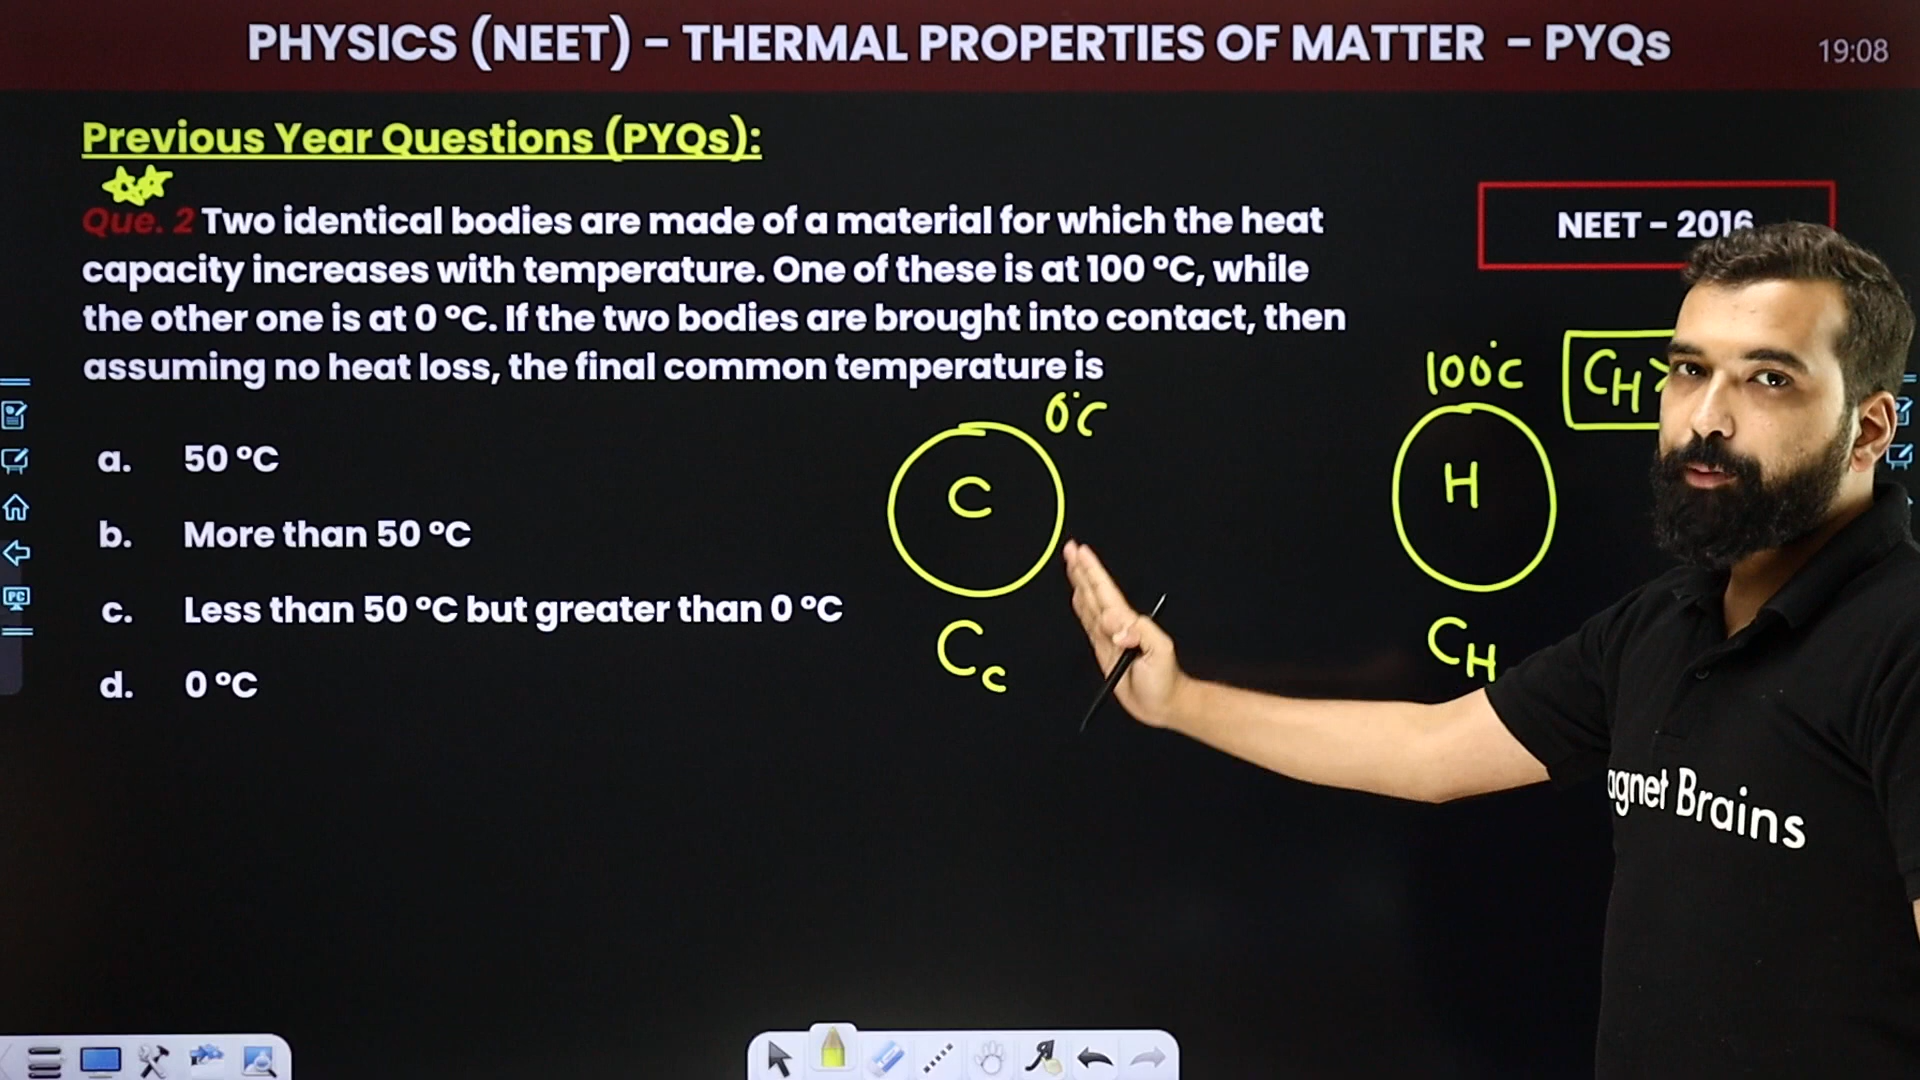 PHYSICS (NEET) – THERMAL PROPERTIES OF MATTER – PYQs
19:08
Previous Year Questions (PYQs):
Que. 2 Two identical bodies are made of a material for which the heat
capacity increases with temperature. One of these is at 100 °C, while
the other one is at 0 °C. If the two bodies are brought into contact, then
assuming no heat loss, the final common temperature is
NEET – 2016
a. 50 °C
b. More than 50 °C
c. Less than 50 °C but greater than 0 °C
d. 0 °C
0°C
C
C_c
100°C
H
C_H
C_H >
agnet Brains
PC